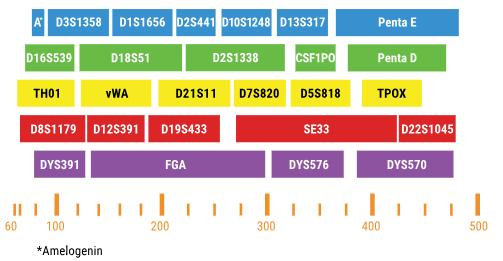 A* D3S1358 D1S1656 D2S441 D10S1248 D13S317 Penta E
D16S539 D18S51 D2S1338 CSF1PO Penta D
TH01 vWA D21S11 D7S820 D5S818 TPOX
D8S1179 D12S391 D19S433 SE33 D22S1045
DYS391 FGA DYS576 DYS570
60 100 200 300 400 500
*Amelogenin